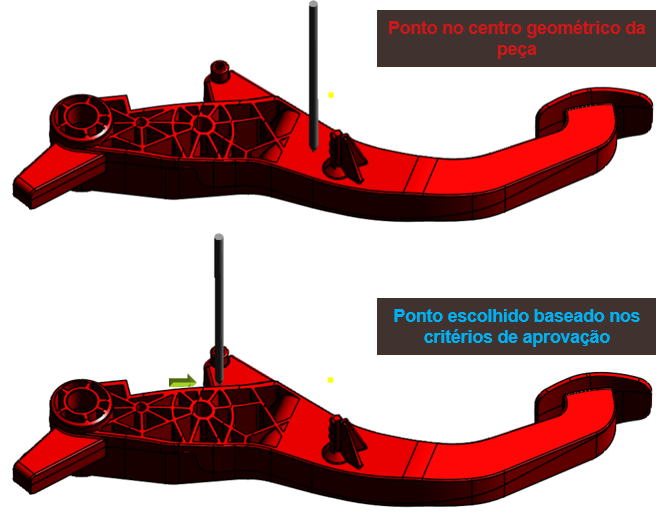 Ponto no centro geométrico da
peça
Ponto escolhido baseado nos
critérios de aprovação